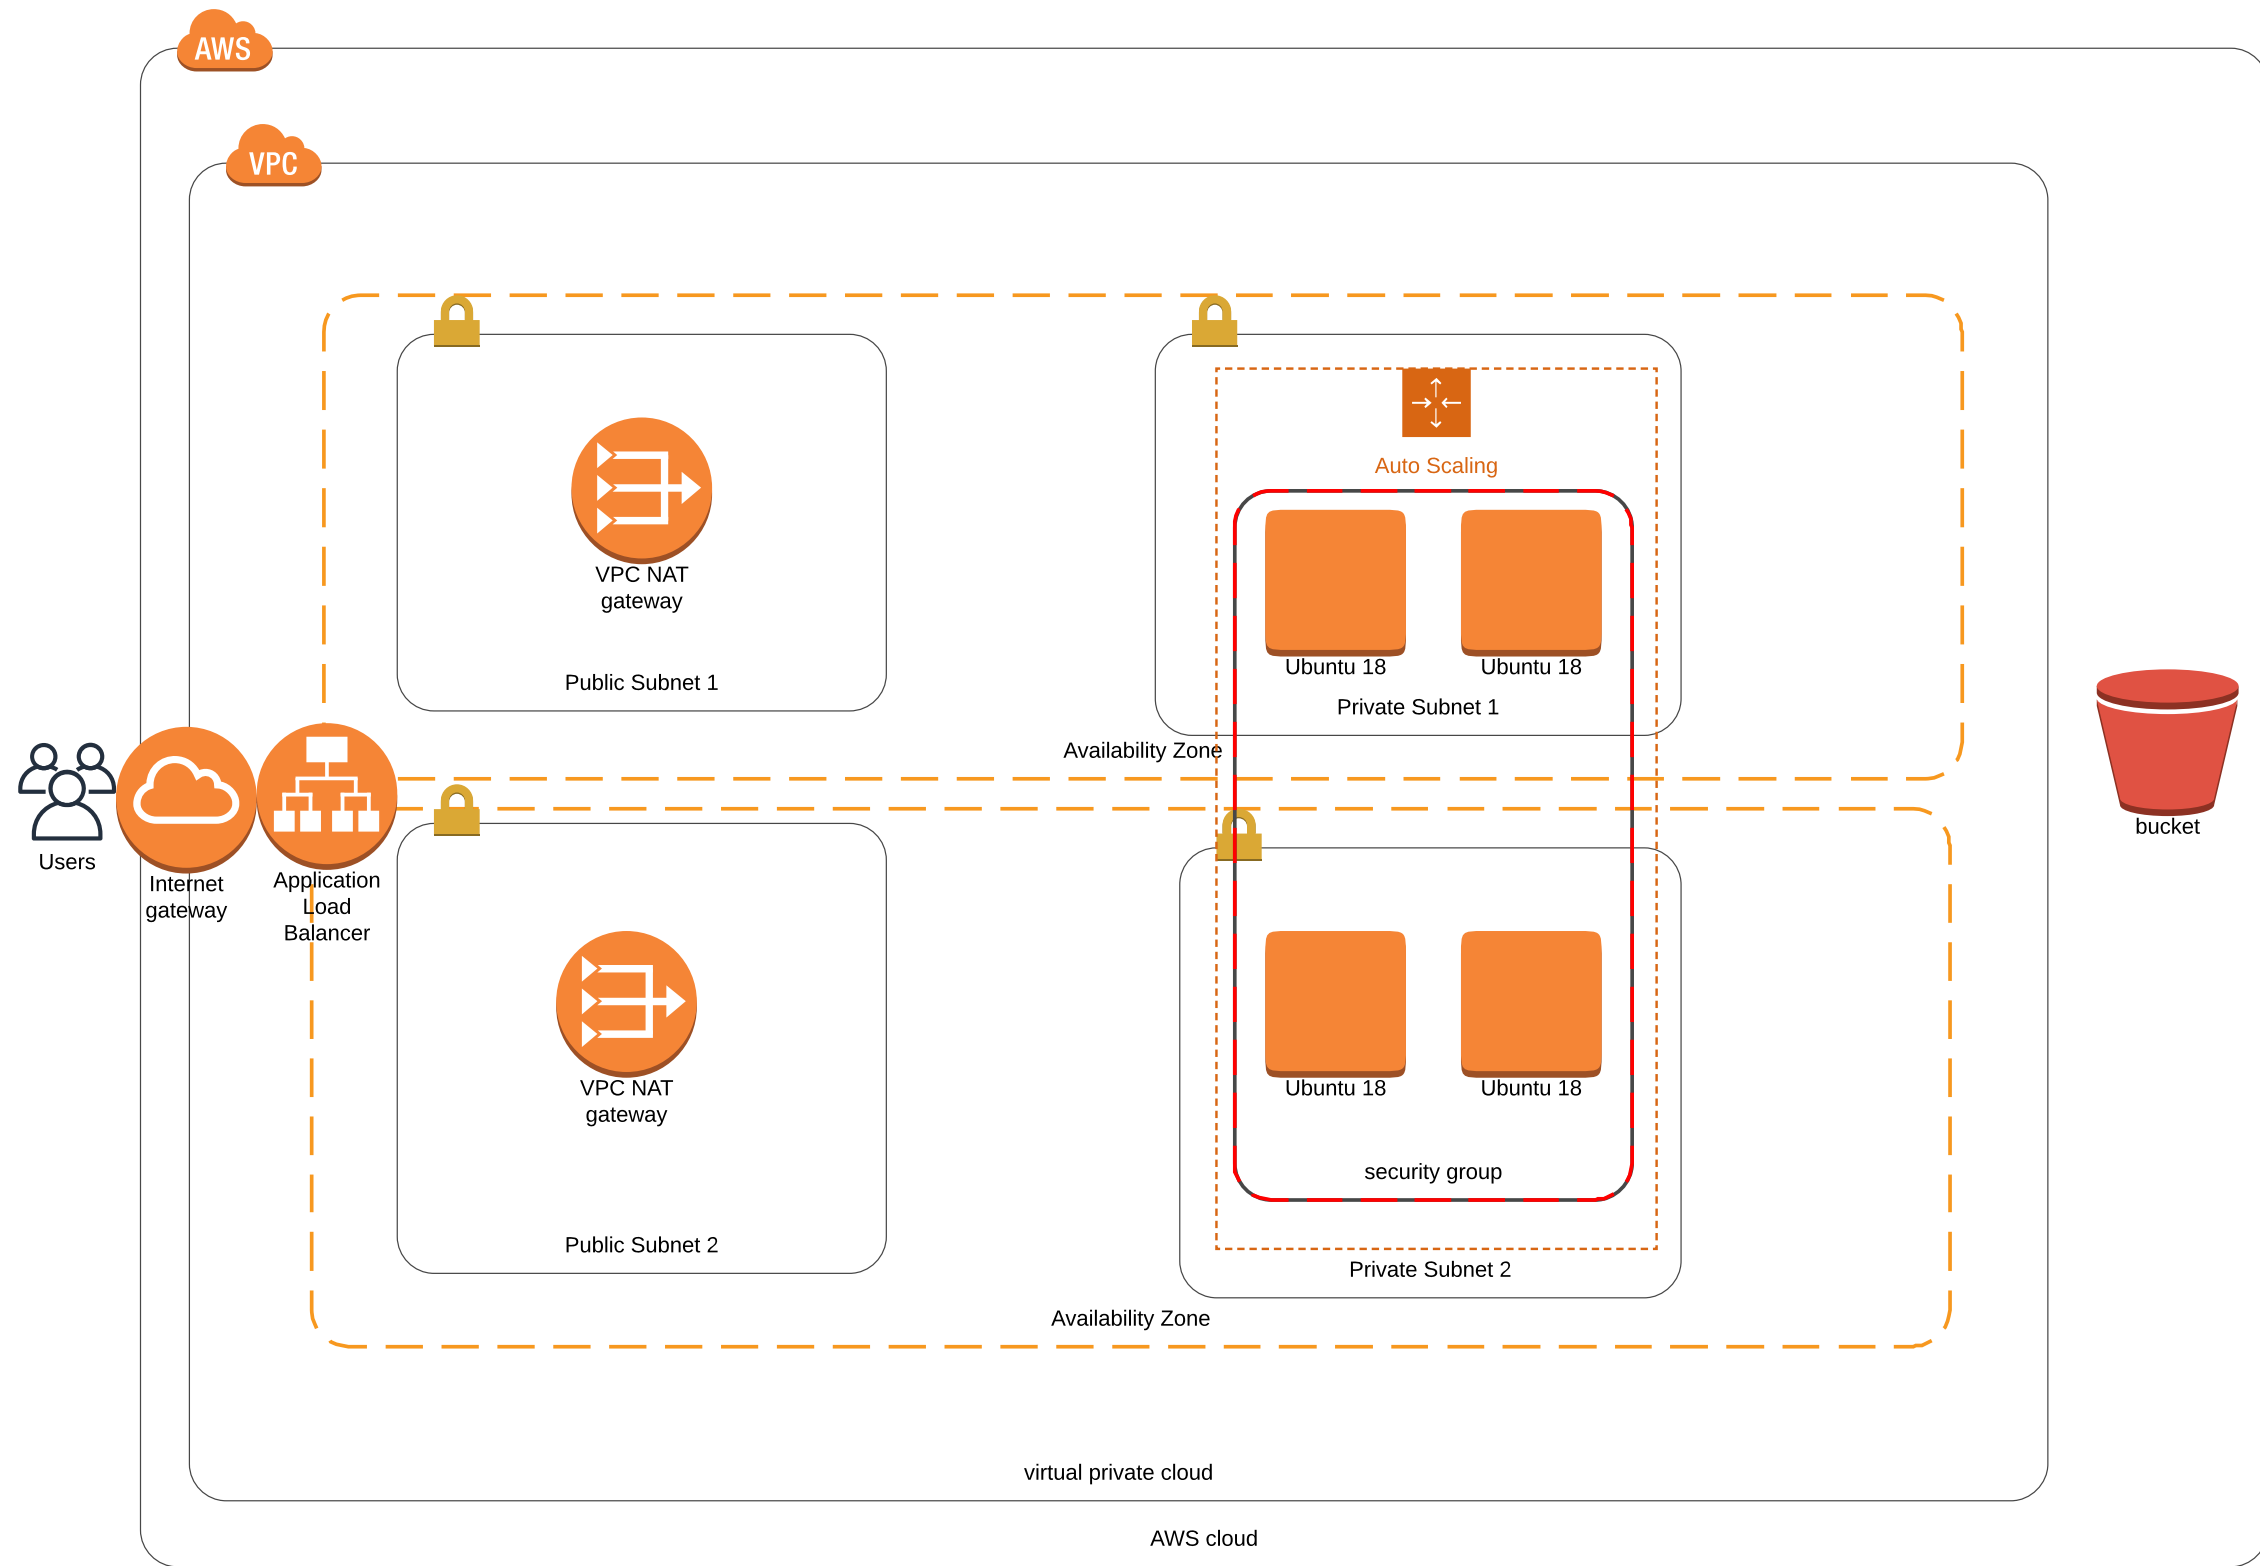 AWS
VPC
Auto Scaling
VPC NAT
gateway
Ubuntu 18
Ubuntu 18
Public Subnet 1
Private Subnet 1
Availability Zone
Users
Internet
gateway
Application
Load
Balancer
bucket
VPC NAT
gateway
Ubuntu 18
Ubuntu 18
security group
Public Subnet 2
Private Subnet 2
Availability Zone
virtual private cloud
AWS cloud